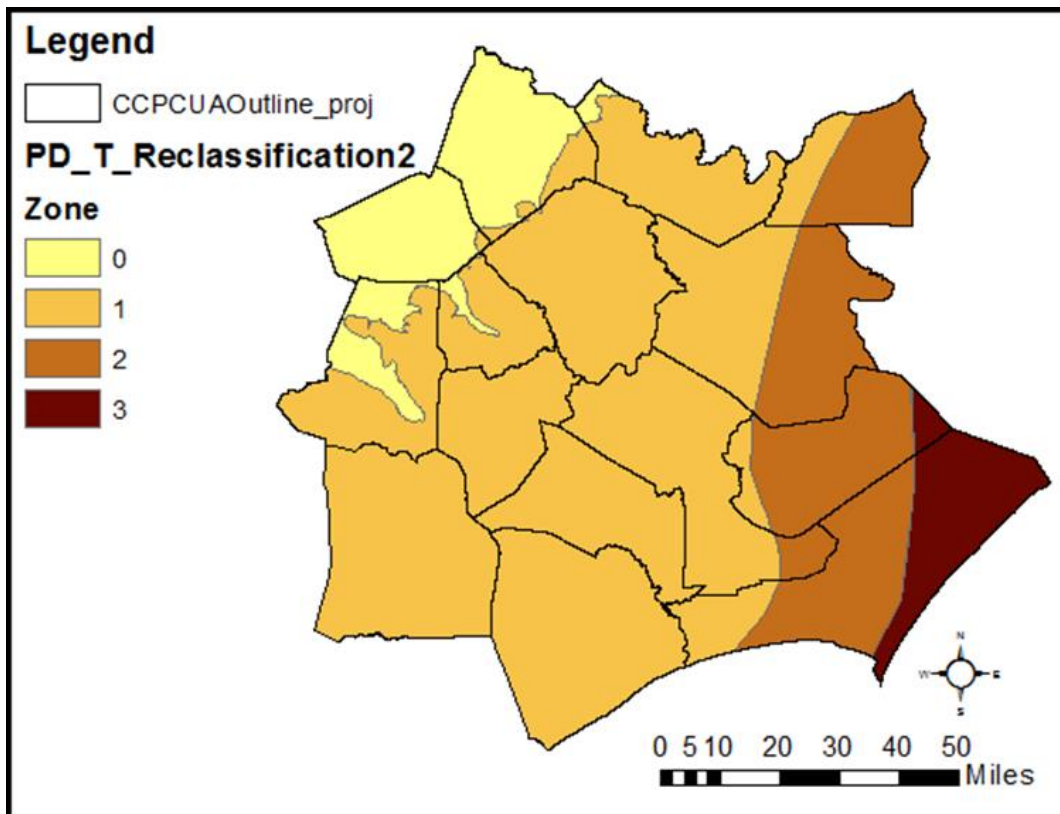 Legend
CCPCUAOutline_proj
PD_T_Reclassification2
Zone
0
1
2
3
N
W E
S
0 5 10 20 30 40 50
Miles